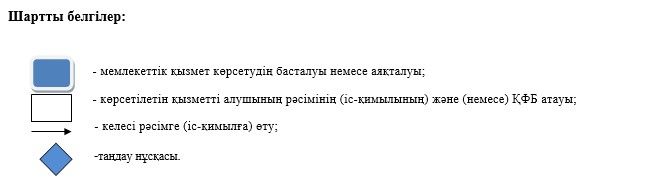 Шартты белгілер:
- мемлекеттік қызмет көрсетудің басталуы немесе аяқталуы;
- көрсетілетін қызметті алушының рәсімінің (іс-қимылының) және (немесе) ҚФБ атауы;
- келесі рәсімге (іс-қимылға) өту;
-таңдау нұсқасы.